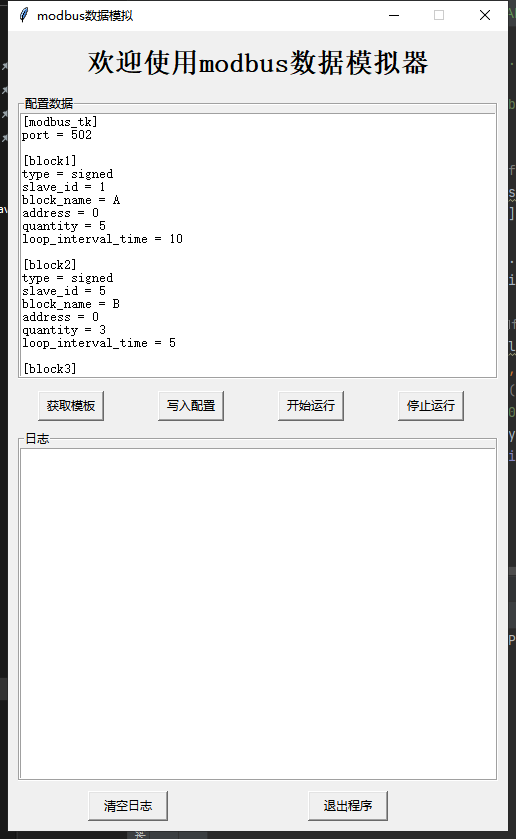 modbus数据模拟
欢迎使用modbus数据模拟器
配置数据
[modbus_tk]
port = 502
[block1]
type = signed
slave_id = 1
block_name = A
address = 0
quantity = 5
loop_interval_time = 10
[block2]
type = signed
slave_id = 5
block_name = B
address = 0
quantity = 3
loop_interval_time = 5
[block3]
获取模板 写入配置 开始运行 停止运行
日志
清空日志 退出程序